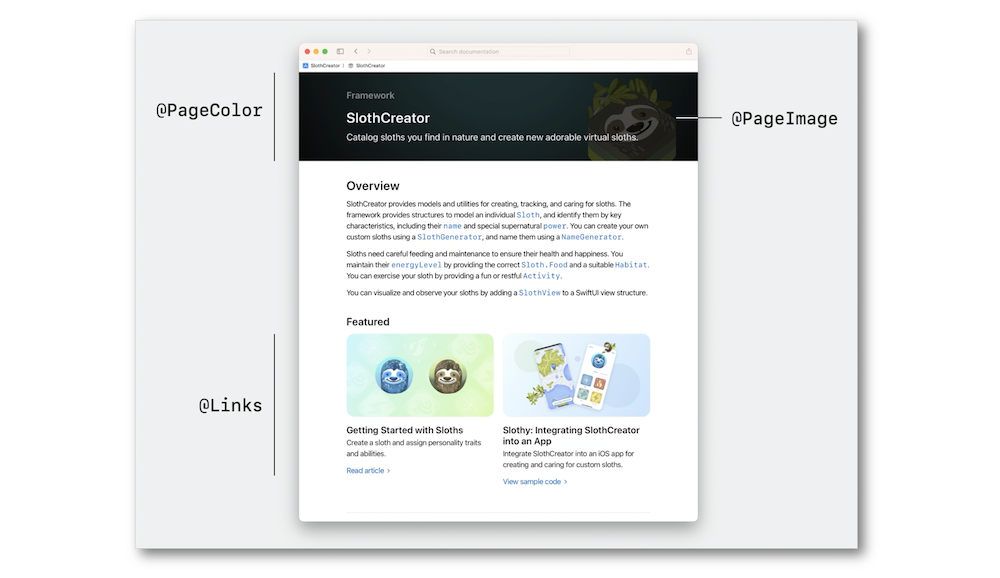 Search documentation
SlothCreator
SlothCreator
@PageColor
Framework
SlothCreator
@PageImage
Catalog sloths you find in nature and create new adorable virtual sloths.
Overview
SlothCreator provides models and utilities for creating, tracking, and caring for sloths. The
framework provides structures to model an individual Sloth, and identify them by key
characteristics, including their name and special supernatural power. You can create your own
custom sloths using a SlothGenerator, and name them using a NameGenerator.
Sloths need careful feeding and maintenance to ensure their health and happiness. You
maintain their energyLevel by providing the correct Sloth.Food and a suitable Habitat.
You can exercise your sloth by providing a fun or restful Activity.
You can visualize and observe your sloths by adding a SlothView to a SwiftUI view structure.
Featured
@Links
Getting Started with Sloths
Create a sloth and assign personality traits
and abilities.
Read article >
Slothy: Integrating SlothCreator
into an App
Integrate SlothCreator into an iOS app for
creating and caring for custom sloths.
View sample code >